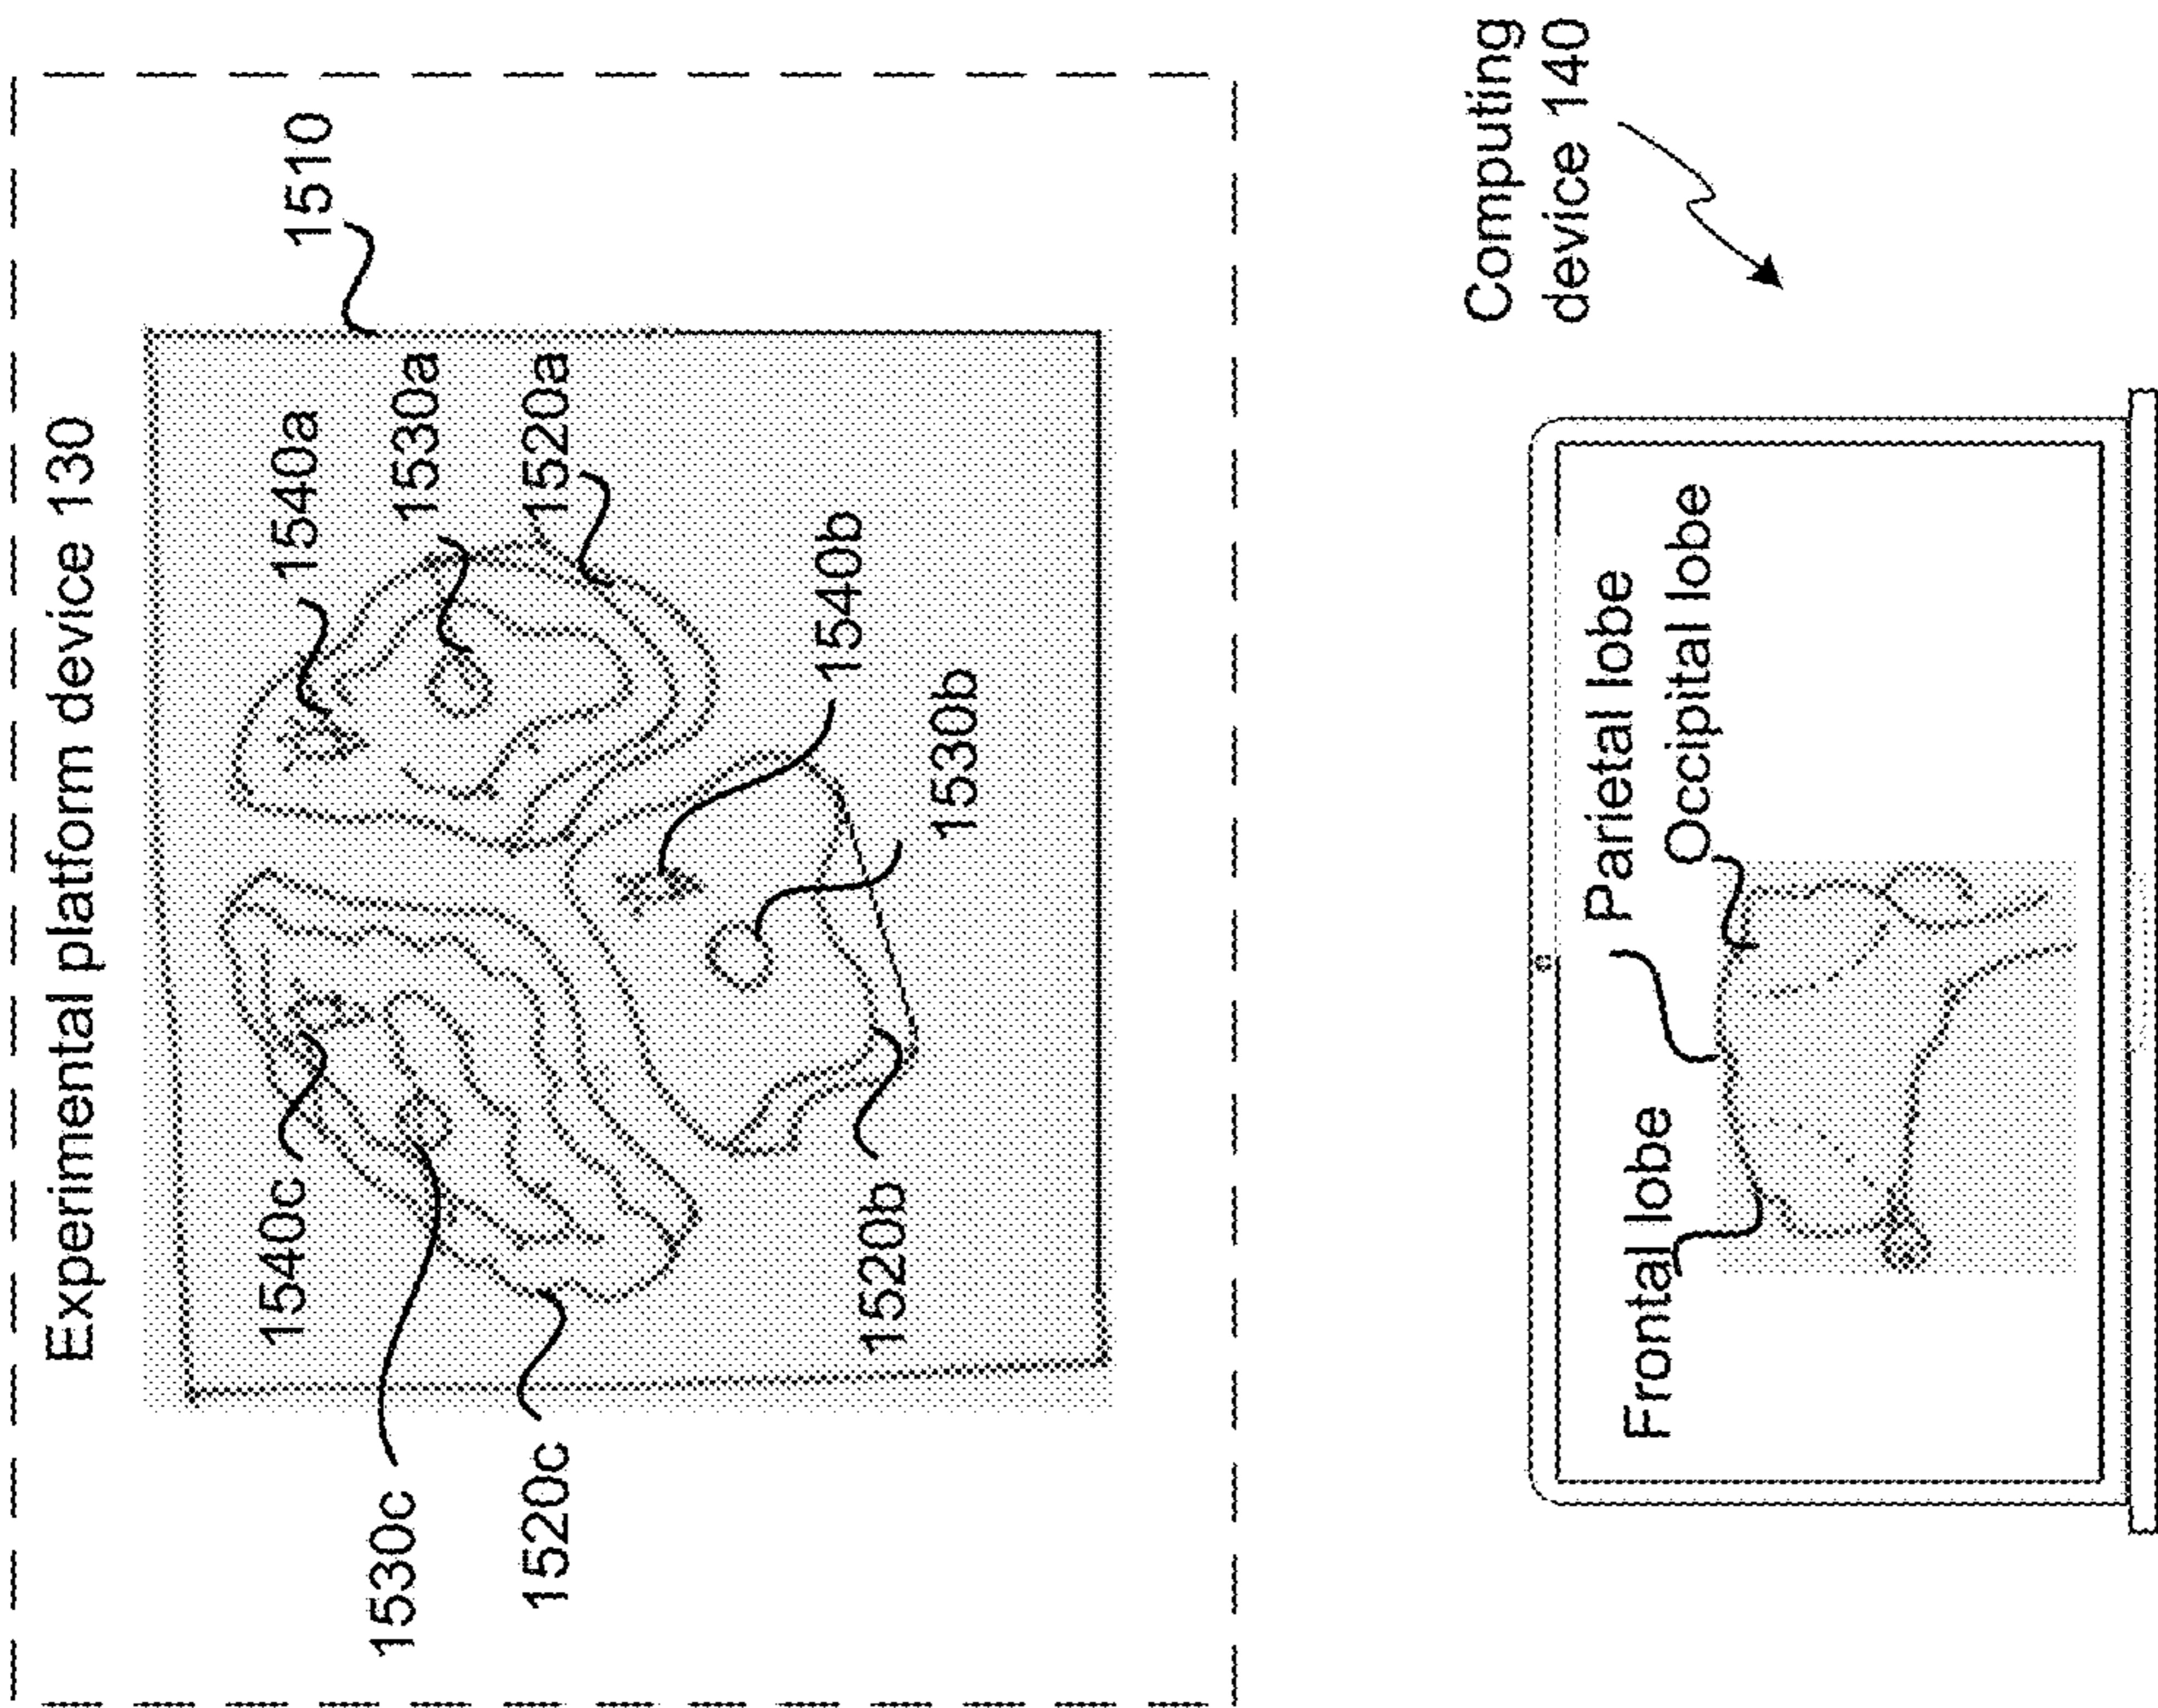 Experimental platform device 130
1510
1540a
1530a
1520a
1540b
1530b
1540c
1520b
1530c
1520c
Computing
device 140
Frontal lobe
Parietal lobe
Occipital lobe